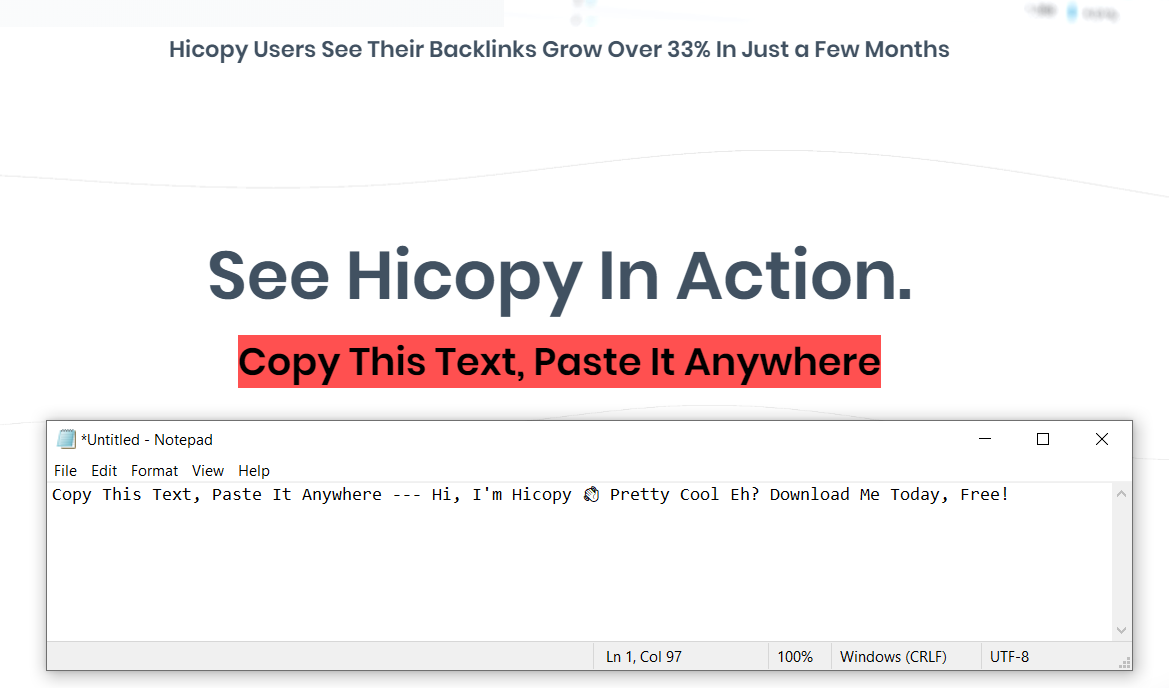 Hicopy Users See Their Backlinks Grow Over 33% In Just a Few Months
See Hicopy In Action.
Copy This Text, Paste It Anywhere
*Untitled - Notepad
File Edit Format View Help
Copy This Text, Paste It Anywhere --- Hi, I'm Hicopy 👋 Pretty Cool Eh? Download Me Today, Free!
Ln 1, Col 97 100% Windows (CRLF) UTF-8